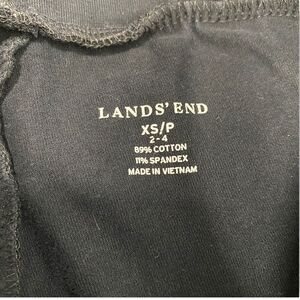 LANDS' END
XS/P
2-4
89% COTTON
11% SPANDEX
MADE IN VIETNAM